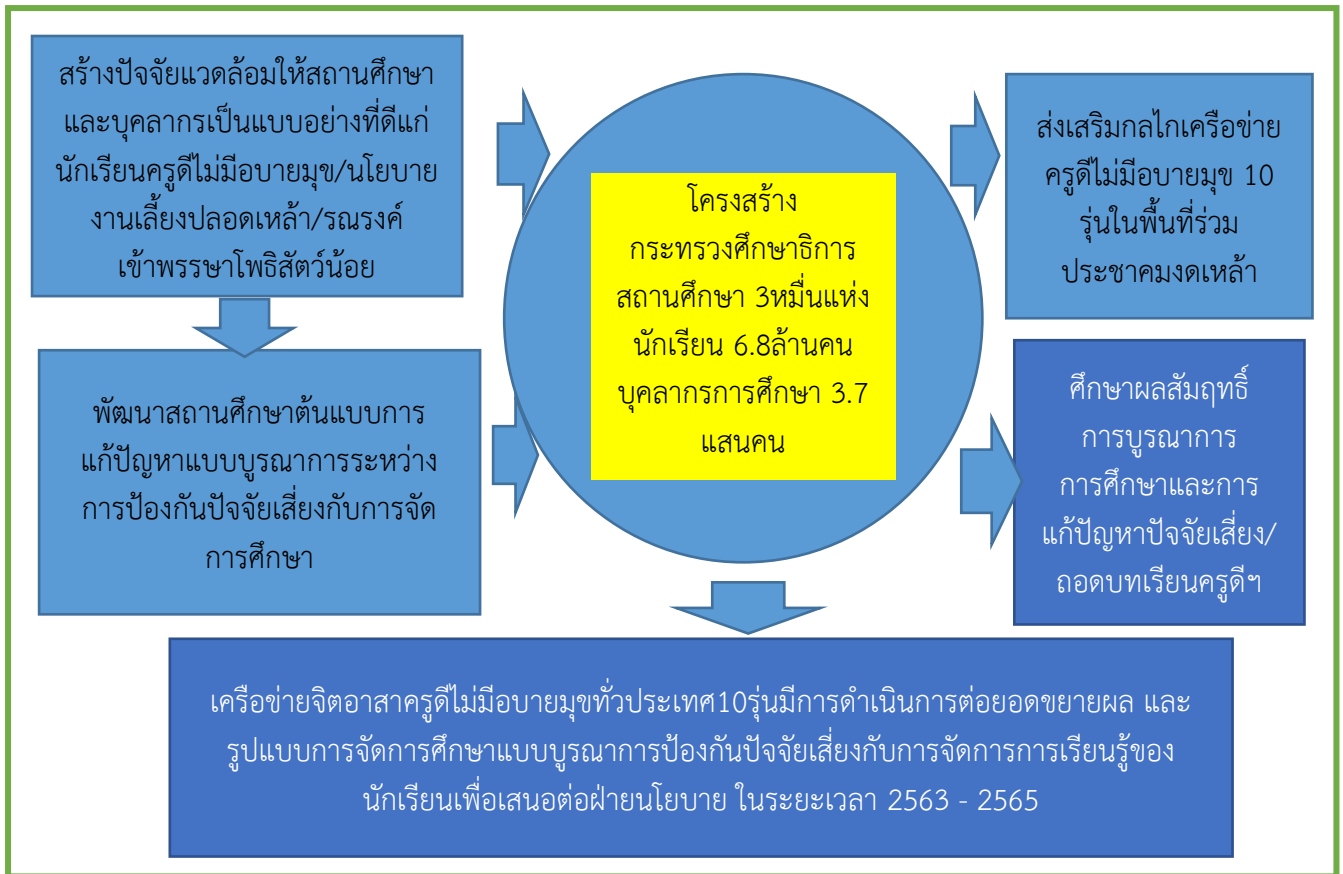 สร้างปัจจัยแวดล้อมให้สถานศึกษา
และบุคลากรเป็นแบบอย่างที่ดีแก่
นักเรียนครูดีไม่มีอบายมุข/นโยบาย
งานเลี้ยงปลอดเหล้า/รณรงค์
เข้าพรรษาโพธิสัตว์น้อย
พัฒนาสถานศึกษาต้นแบบการ
แก้ปัญหาแบบบูรณาการระหว่าง
การป้องกันปัจจัยเสี่ยงกับการจัด
การศึกษา
โครงสร้าง
กระทรวงศึกษาธิการ
สถานศึกษา 3หมื่นแห่ง
นักเรียน 6.8ล้านคน
บุคลากรการศึกษา 3.7
แสนคน
ส่งเสริมกลไกเครือข่าย
ครูดีไม่มีอบายมุข 10
รุ่นในพื้นที่ร่วม
ประชาคมงดเหล้า
ศึกษาผลสัมฤทธิ์
การบูรณาการ
การศึกษาและการ
แก้ปัญหาปัจจัยเสี่ยง/
ถอดบทเรียนครูดีฯ
เครือข่ายจิตอาสาครูดีไม่มีอบายมุขทั่วประเทศ10รุ่นมีการดำเนินการต่อยอดขยายผล และ
รูปแบบการจัดการศึกษาแบบบูรณาการป้องกันปัจจัยเสี่ยงกับการจัดการการเรียนรู้ของ
นักเรียนเพื่อเสนอต่อฝ่ายนโยบาย ในระยะเวลา 2563 - 2565